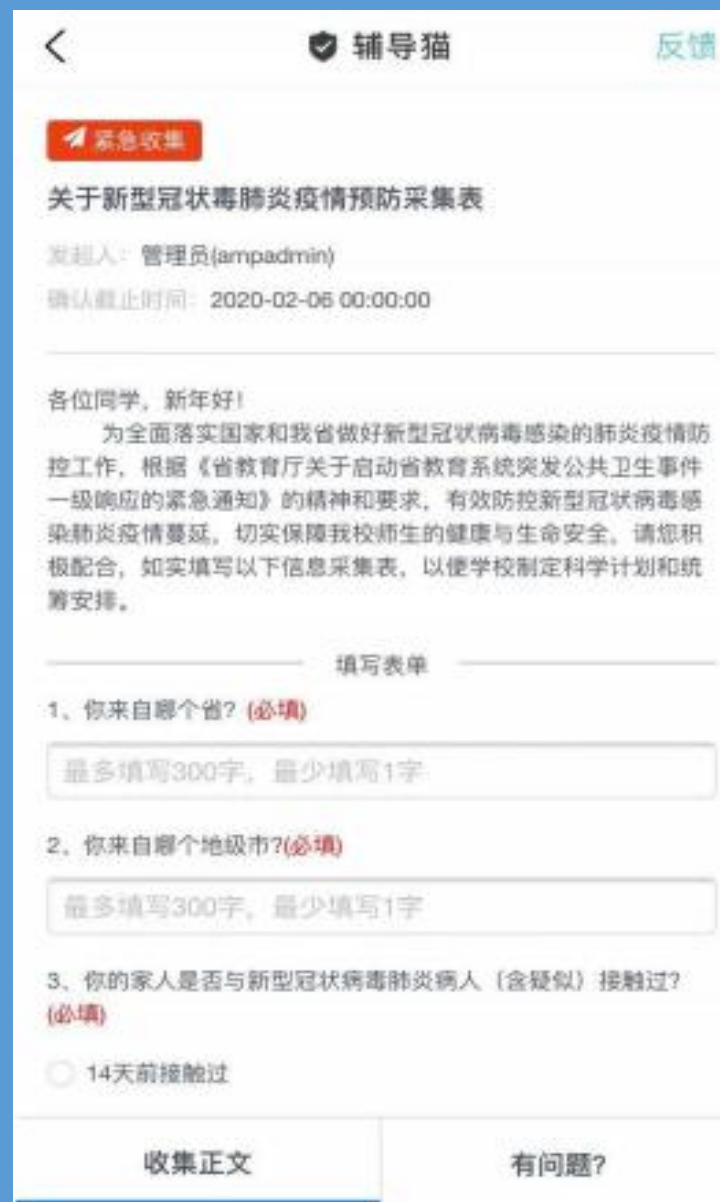 辅导猫
反馈
紧急收集
关于新型冠状毒肺炎疫情预防采集表
发起人：管理员(ampadmin)
确认截止时间：2020-02-06 00:00:00
各位同学，新年好！
为全面落实国家和我省做好新型冠状病毒感染的肺炎疫情防
控工作，根据《省教育厅关于启动省教育系统突发公共卫生事件
一级响应的紧急通知》的精神和要求，有效防控新型冠状病毒感
染肺炎疫情蔓延，切实保障我校师生的健康与生命安全，请您积
极配合，如实填写以下信息采集表，以便学校制定科学计划和统
筹安排。
填写表单
1、你来自哪个省？(必填)
最多填写300字，最少填写1字
2、你来自哪个地级市?(必填)
最多填写300字，最少填写1字
3、你的家人是否与新型冠状病毒肺炎病人（含疑似）接触过？
(必填)
14天前接触过
收集正文
有问题?